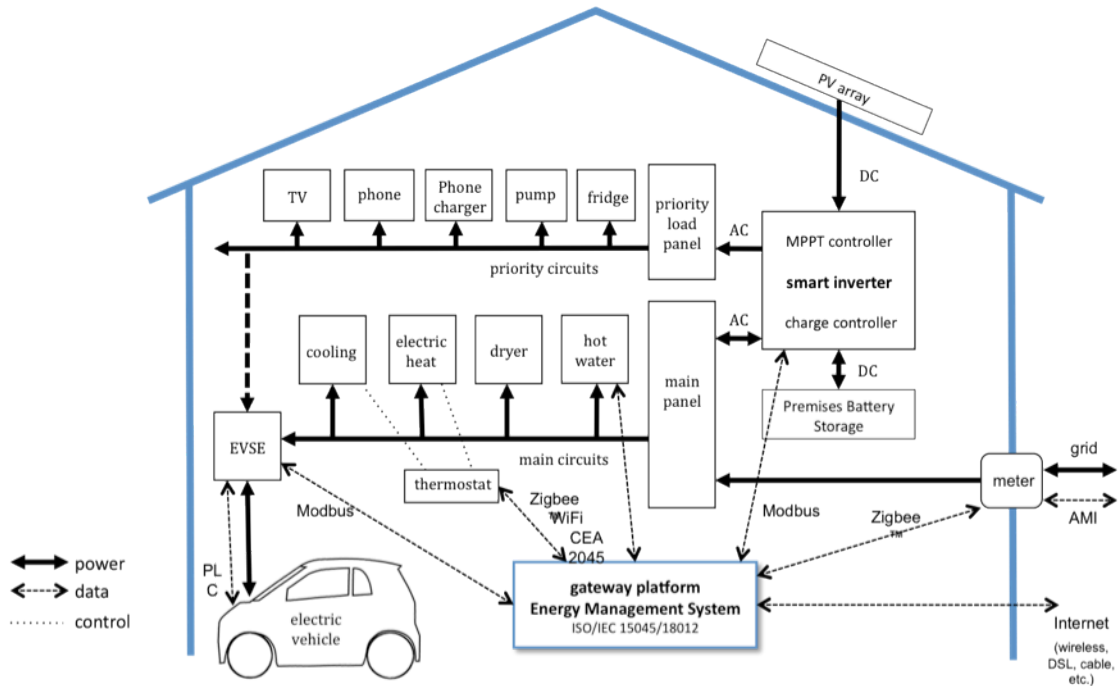 PV array
DC
TV
phone
Phone
charger
pump
fridge
priority
load
panel
AC
MPPT controller
smart inverter
charge controller
priority circuits
AC
DC
cooling
electric
heat
dryer
hot
water
main
panel
Premises Battery
Storage
EVSE
main circuits
thermostat
meter
grid
AMI
Modbus
Zigbee
™
WiFi
CEA
2045
Modbus
Zigbee
™
power
data
control
PL
C
electric
vehicle
gateway platform
Energy Management System
ISO/IEC 15045/18012
Internet
(wireless,
DSL, cable,
etc.)